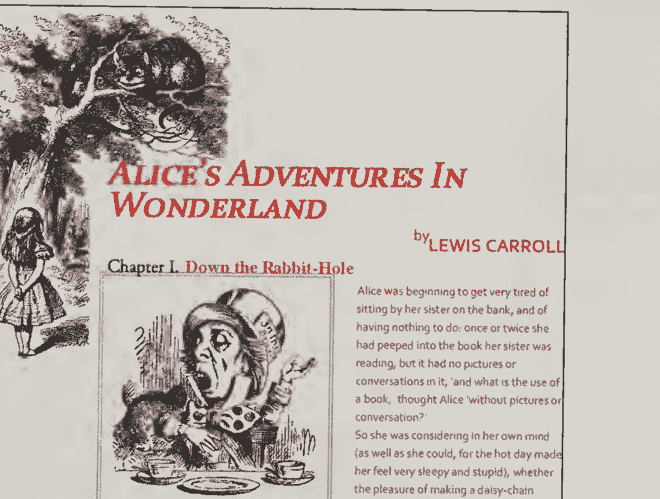 ALICE'S ADVENTURES IN
WONDERLAND
by LEWIS CARROLL
Chapter I. Down the Rabbit-Hole
Alice was beginning to get very tired of
sitting by her sister on the bank, and of
having nothing to do: once or twice she
had peeped into the book her sister was
reading, but it had no pictures or
conversations in it, 'and what is the use of
a book, thought Alice 'without pictures or
conversation?'
So she was considering in her own mind
(as well as she could, for the hot day made
her feel very sleepy and stupid), whether
the pleasure of making a daisy-chain